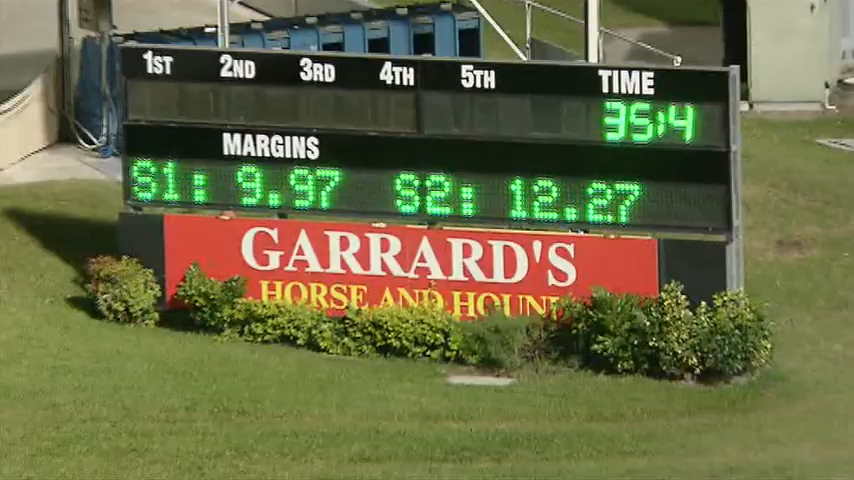 1ST 2ND 3RD 4TH 5TH TIME
35:4
MARGINS
S1: 9.97 S2: 12.27
GARRARD'S
HORSE AND HOUND